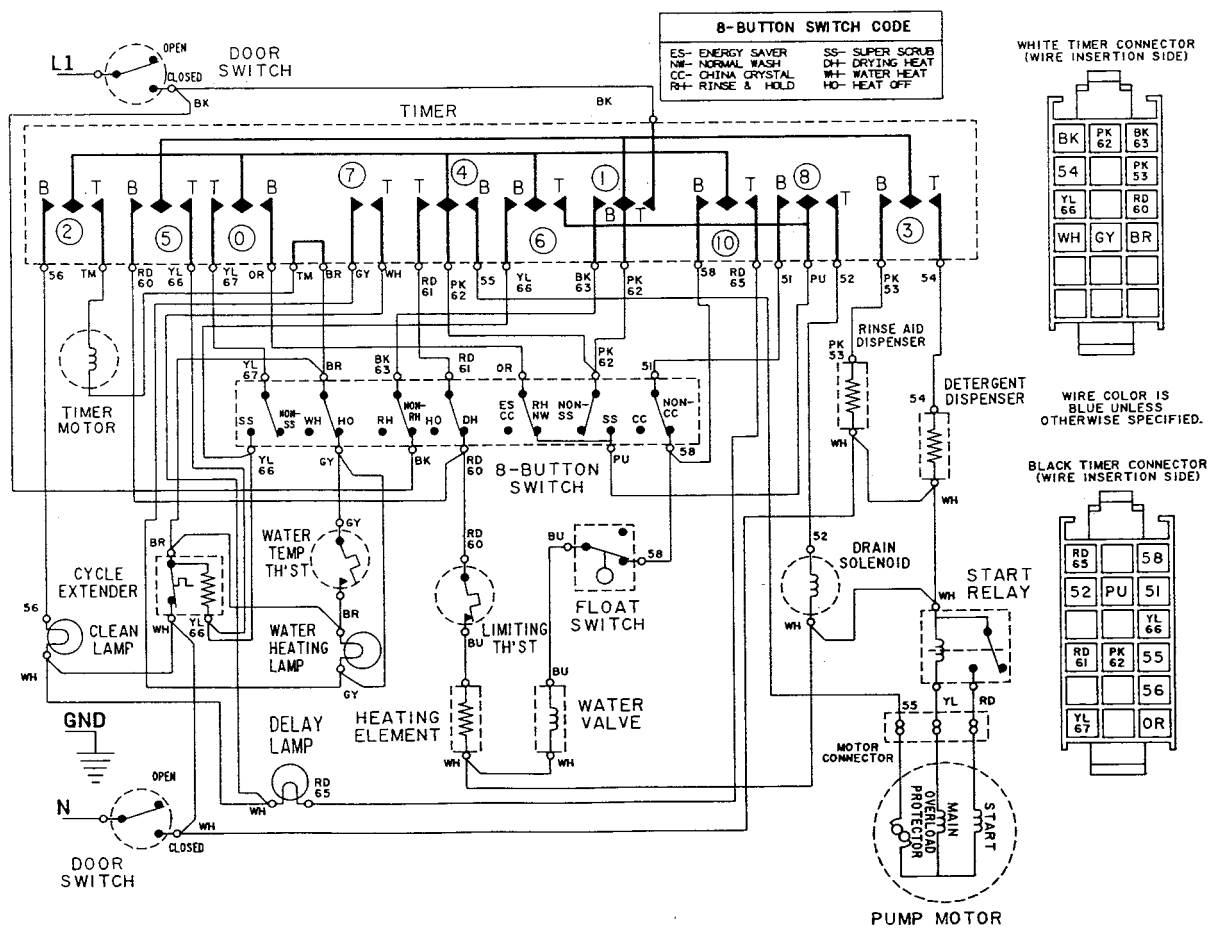 8-BUTTON SWITCH CODE
ES- ENERGY SAVER SS- SUPER SCRUB
NW- NORMAL WASH DH- DRYING HEAT
CC- CHINA CRYSTAL WH- WATER HEAT
RH- RINSE & HOLD HO- HEAT OFF
WHITE TIMER CONNECTOR
(WIRE INSERTION SIDE)
BK PK 62 BK 63
54 PK 53
YL 66 RD 60
WH GY BR
L1
OPEN
CLOSED
DOOR
SWITCH
BK
BK
TIMER
B T B T T B T T B B T B T B T B T B T
2 5 0 7 4 6 1 10 8 3
56 TM RD 60 YL 66 YL 67 OR TM BR GY WH RD 61 PK 62 55 YL 66 BK 63 PK 62 58 RD 65 51 PU 52 PK 53 54
TIMER
MOTOR
YL 67 BR BK 63 RD 61 OR PK 62 51
SS NON-SS WH HO RH NON-RH HO DH ES CC RH NW NON-SS SS CC NON-CC
YL 66 GY BK RD 60 PU 58
8-BUTTON
SWITCH
PK 53
RINSE AID
DISPENSER
WH
54
DETERGENT
DISPENSER
WH
WIRE COLOR IS
BLUE UNLESS
OTHERWISE SPECIFIED.
BLACK TIMER CONNECTOR
(WIRE INSERTION SIDE)
RD 65 58
52 PU 51
YL 66
RD 61 PK 62 55
56
YL 67 OR
BR
CYCLE
EXTENDER
WH
YL 66
56
CLEAN
LAMP
WH
GY
WATER
TEMP
TH'ST
BR
WATER
HEATING
LAMP
GY
RD 60
LIMITING
TH'ST
BU
HEATING
ELEMENT
WH
BU
58
FLOAT
SWITCH
BU
WATER
VALVE
WH
52
DRAIN
SOLENOID
WH
WH
START
RELAY
55 YL RD
MOTOR
CONNECTOR
OVERLOAD
PROTECTOR
MAIN
START
PUMP MOTOR
GND
DELAY
LAMP
WH
RD 65
N
OPEN
CLOSED
WH
DOOR
SWITCH